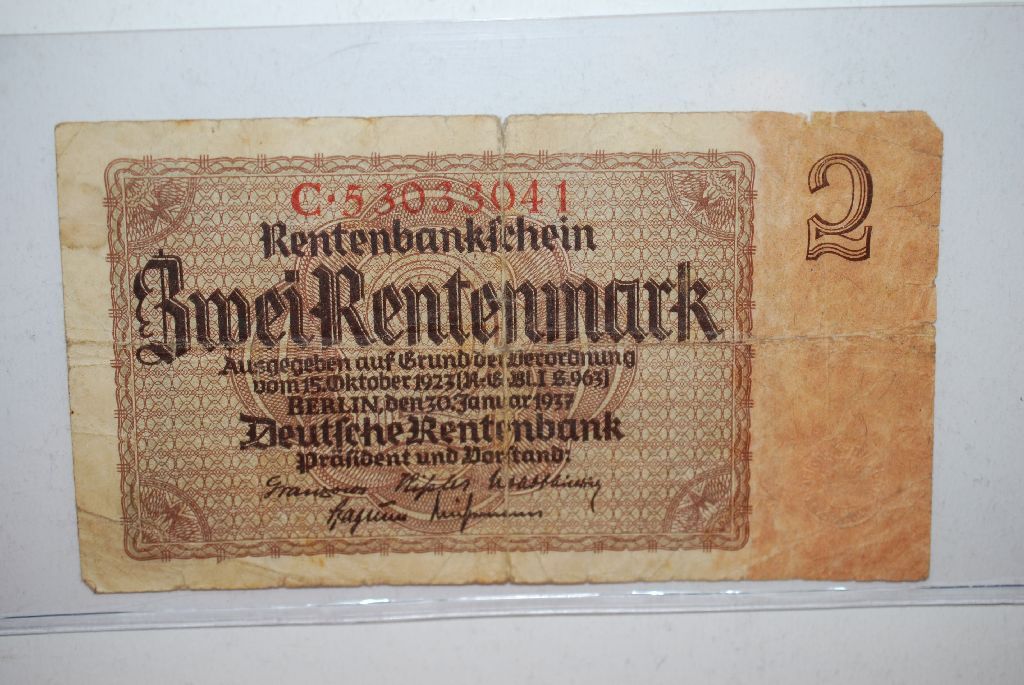 C·53033041
2
Rentenbankschein
Zwei Rentenmark
Ausgegeben auf Grund der Verordnung
vom 15. Oktober 1923 (R-G-Bl. I S. 963)
BERLIN, den 30. Januar 1937
Deutsche Rentenbank
Präsident und Vorstand: